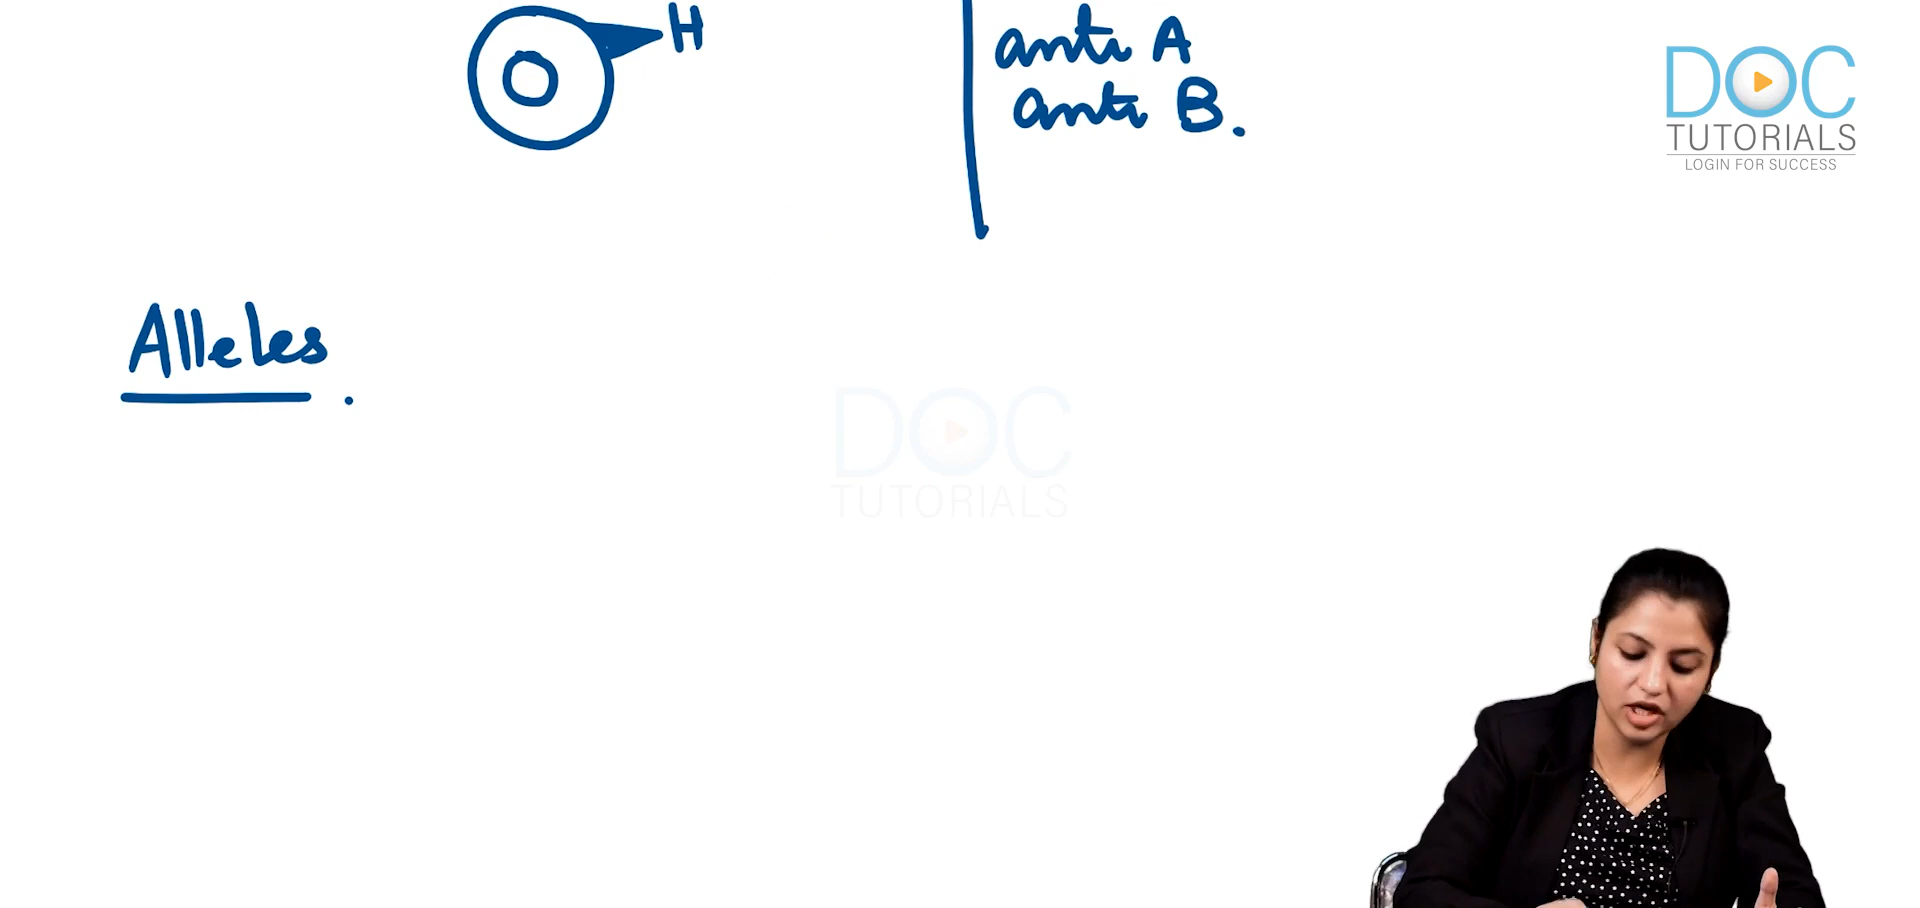 O
H
anti A
anti B.
DOC
TUTORIALS
LOGIN FOR SUCCESS
Alleles.
DOC
TUTORIALS